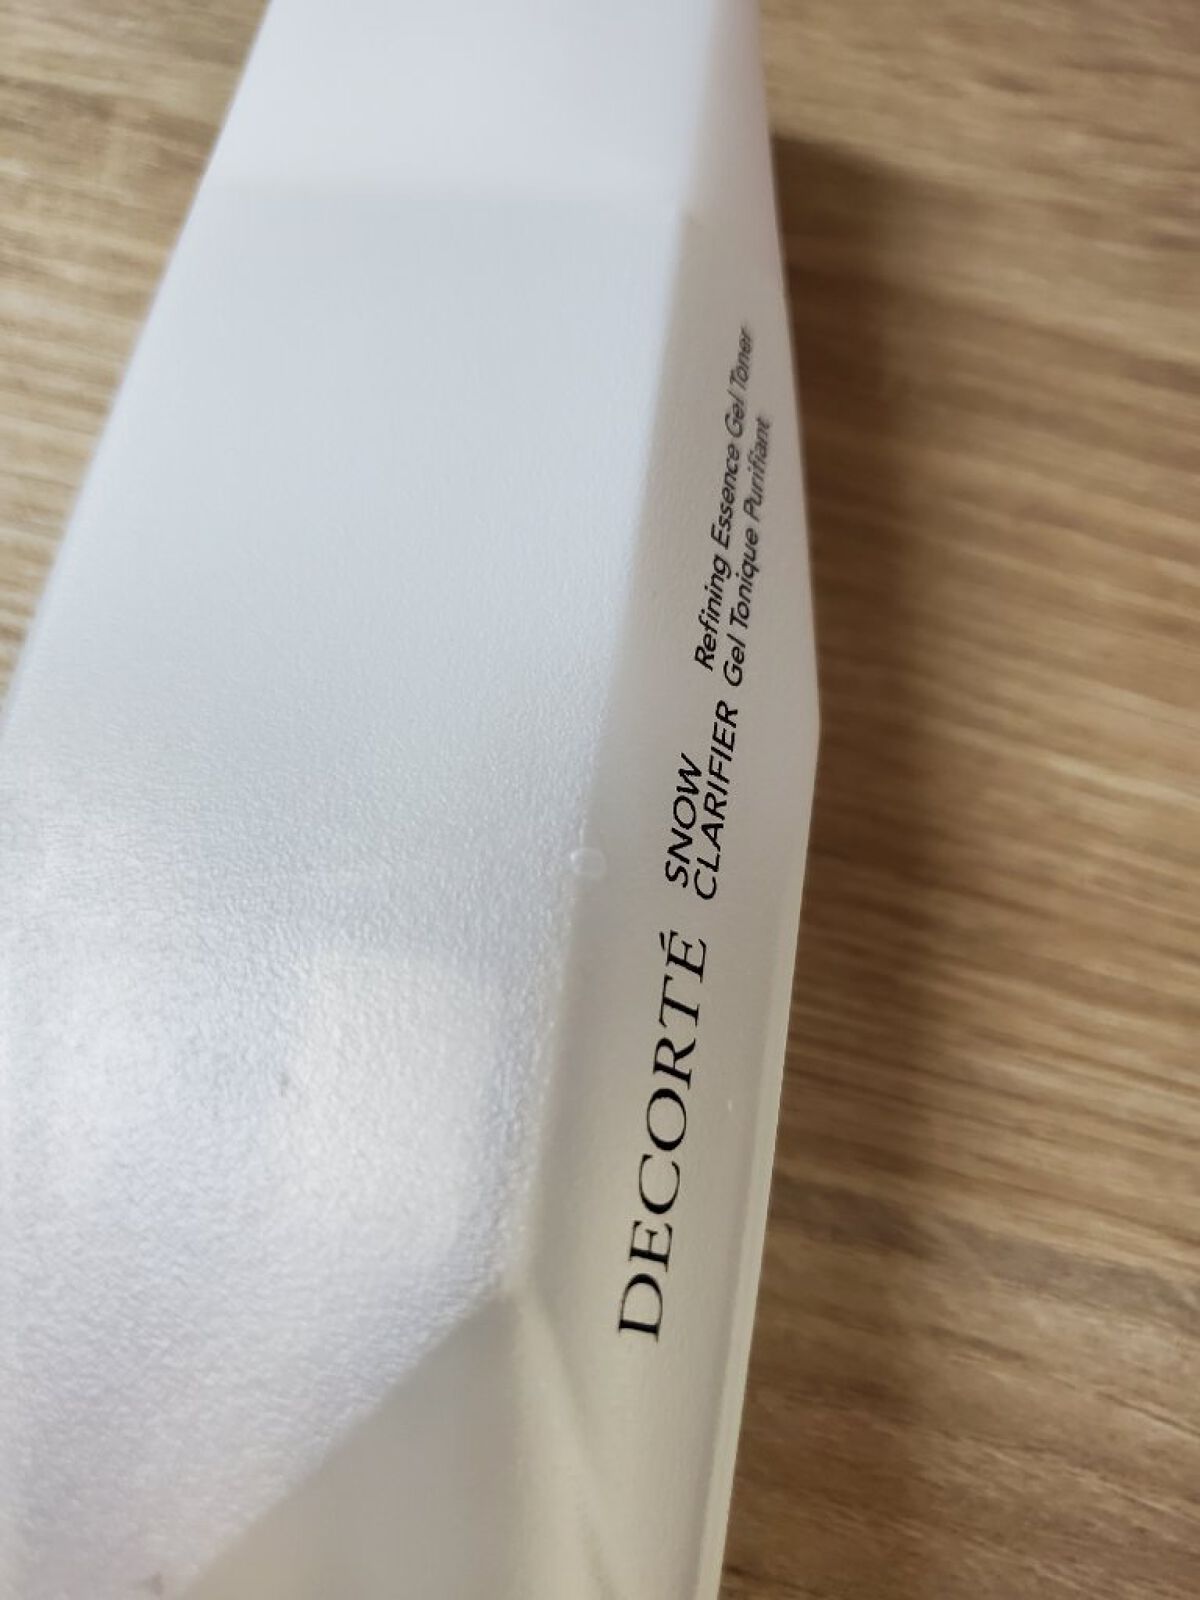 DECORTÉ
SNOW
CLARIFIER
Refining Essence Gel Toner
Gel Tonique Purifiant